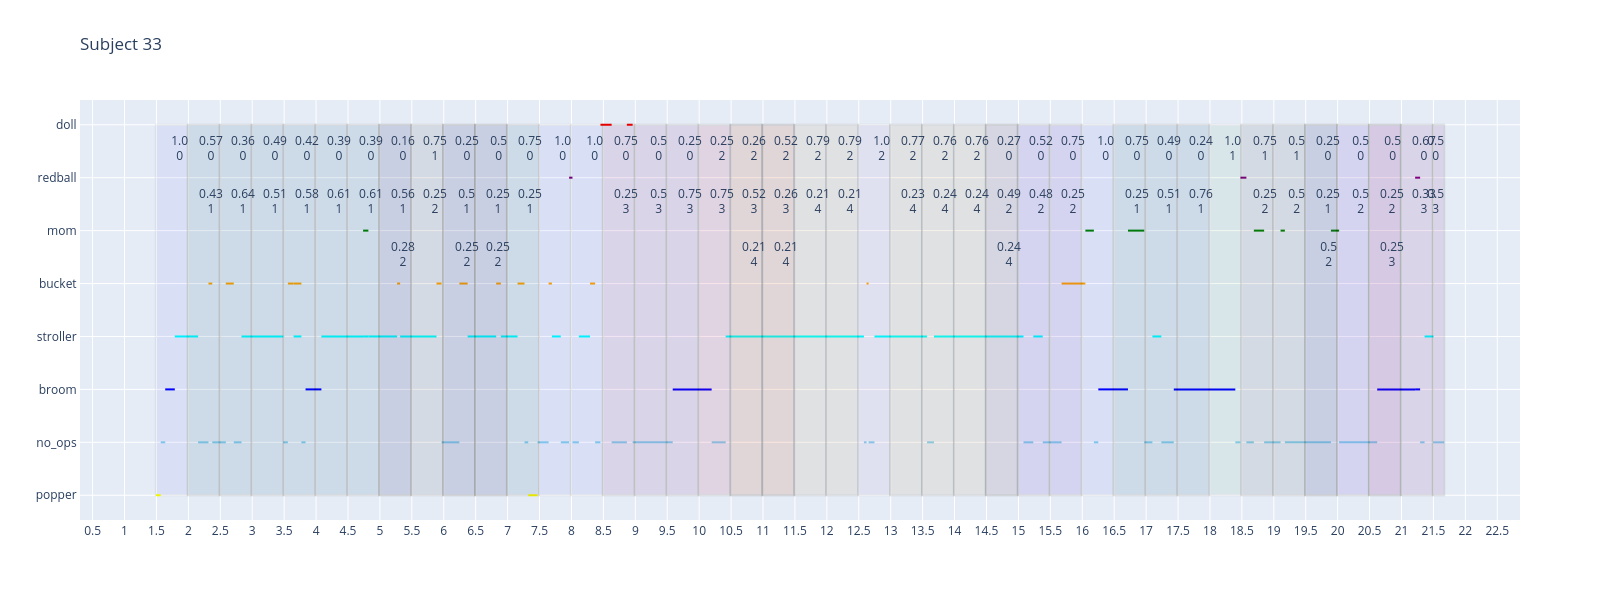 Subject 33
doll
1.0 0.57 0.36 0.49 0.42 0.39 0.39 0.16 0.75 0.25 0.5 0.75 1.0 1.0 0.75 0.5 0.25 0.25 0.26 0.52 0.79 0.79 1.0 0.77 0.76 0.76 0.27 0.52 0.75 1.0 0.75 0.49 0.24 1.0 0.75 0.5 0.25 0.5 0.5 0.5
0 0 0 0 0 0 0 0 1 0 0 0 0 0 0 0 0 2 2 2 2 2 2 2 2 2 0 0 0 0 0 0 0 1 1 1 0 0 0 0 0
redball
0.43 0.64 0.51 0.58 0.61 0.61 0.56 0.25 0.5 0.25 0.25 0.25 0.5 0.75 0.75 0.52 0.26 0.21 0.21 0.23 0.24 0.24 0.49 0.48 0.25 0.25 0.51 0.76 0.25 0.5 0.25 0.5 0.25 0.5
1 1 1 1 1 1 1 2 1 1 1 3 3 3 3 3 3 4 4 4 4 4 2 2 2 1 1 1 2 2 1 2 2 3 3
mom
0.28 0.25 0.25 0.21 0.21 0.24 0.5 0.25
2 2 2 4 4 4 2 3
bucket
stroller
broom
no_ops
popper
0.5 1 1.5 2 2.5 3 3.5 4 4.5 5 5.5 6 6.5 7 7.5 8 8.5 9 9.5 10 10.5 11 11.5 12 12.5 13 13.5 14 14.5 15 15.5 16 16.5 17 17.5 18 18.5 19 19.5 20 20.5 21 21.5 22 22.5